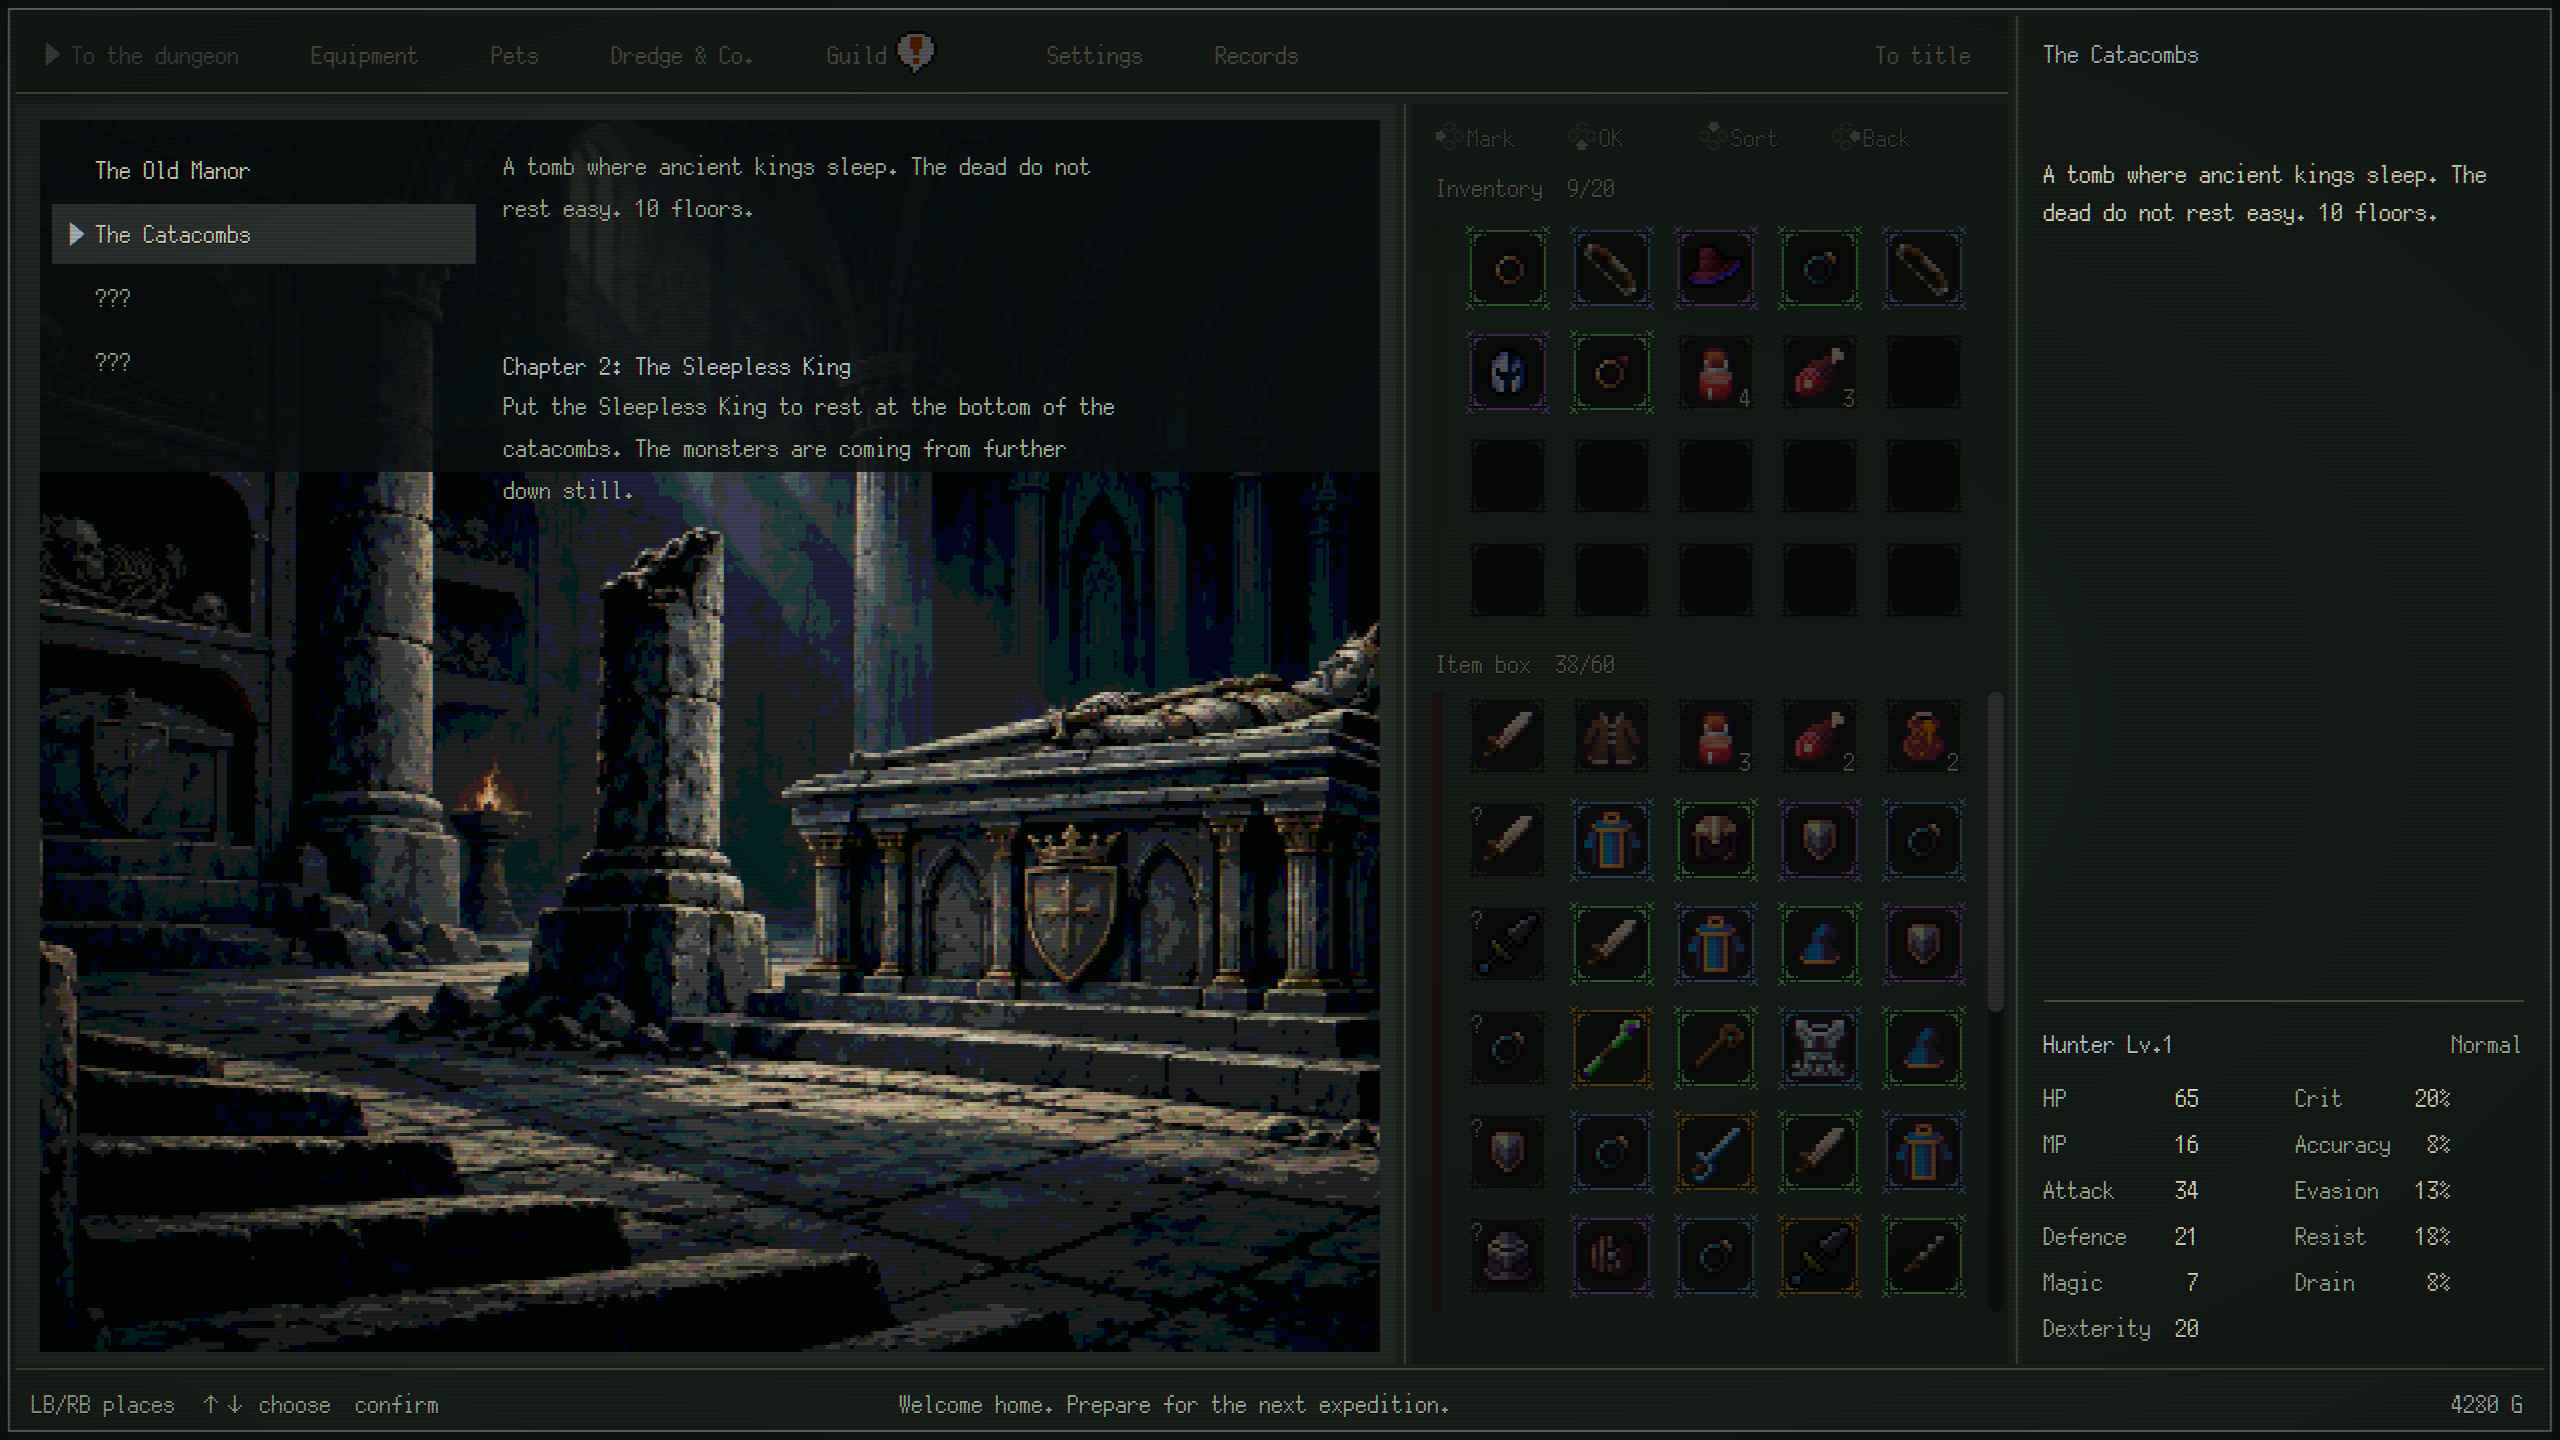 To the dungeon
Equipment
Pets
Dredge & Co.
Guild
Settings
Records
To title
The Old Manor
The Catacombs
???
???
A tomb where ancient kings sleep. The dead do not
rest easy. 10 floors.
Chapter 2: The Sleepless King
Put the Sleepless King to rest at the bottom of the
catacombs. The monsters are coming from further
down still.
Mark
OK
Sort
Back
Inventory 9/20
4
3
Item box 38/60
3
2
2
?
?
?
?
?
The Catacombs
A tomb where ancient kings sleep. The
dead do not rest easy. 10 floors.
Hunter Lv.1 Normal
HP 65 Crit 20%
MP 16 Accuracy 8%
Attack 34 Evasion 13%
Defence 21 Resist 18%
Magic 7 Drain 8%
Dexterity 20
LB/RB places ↑↓ choose confirm
Welcome home. Prepare for the next expedition.
4280 G